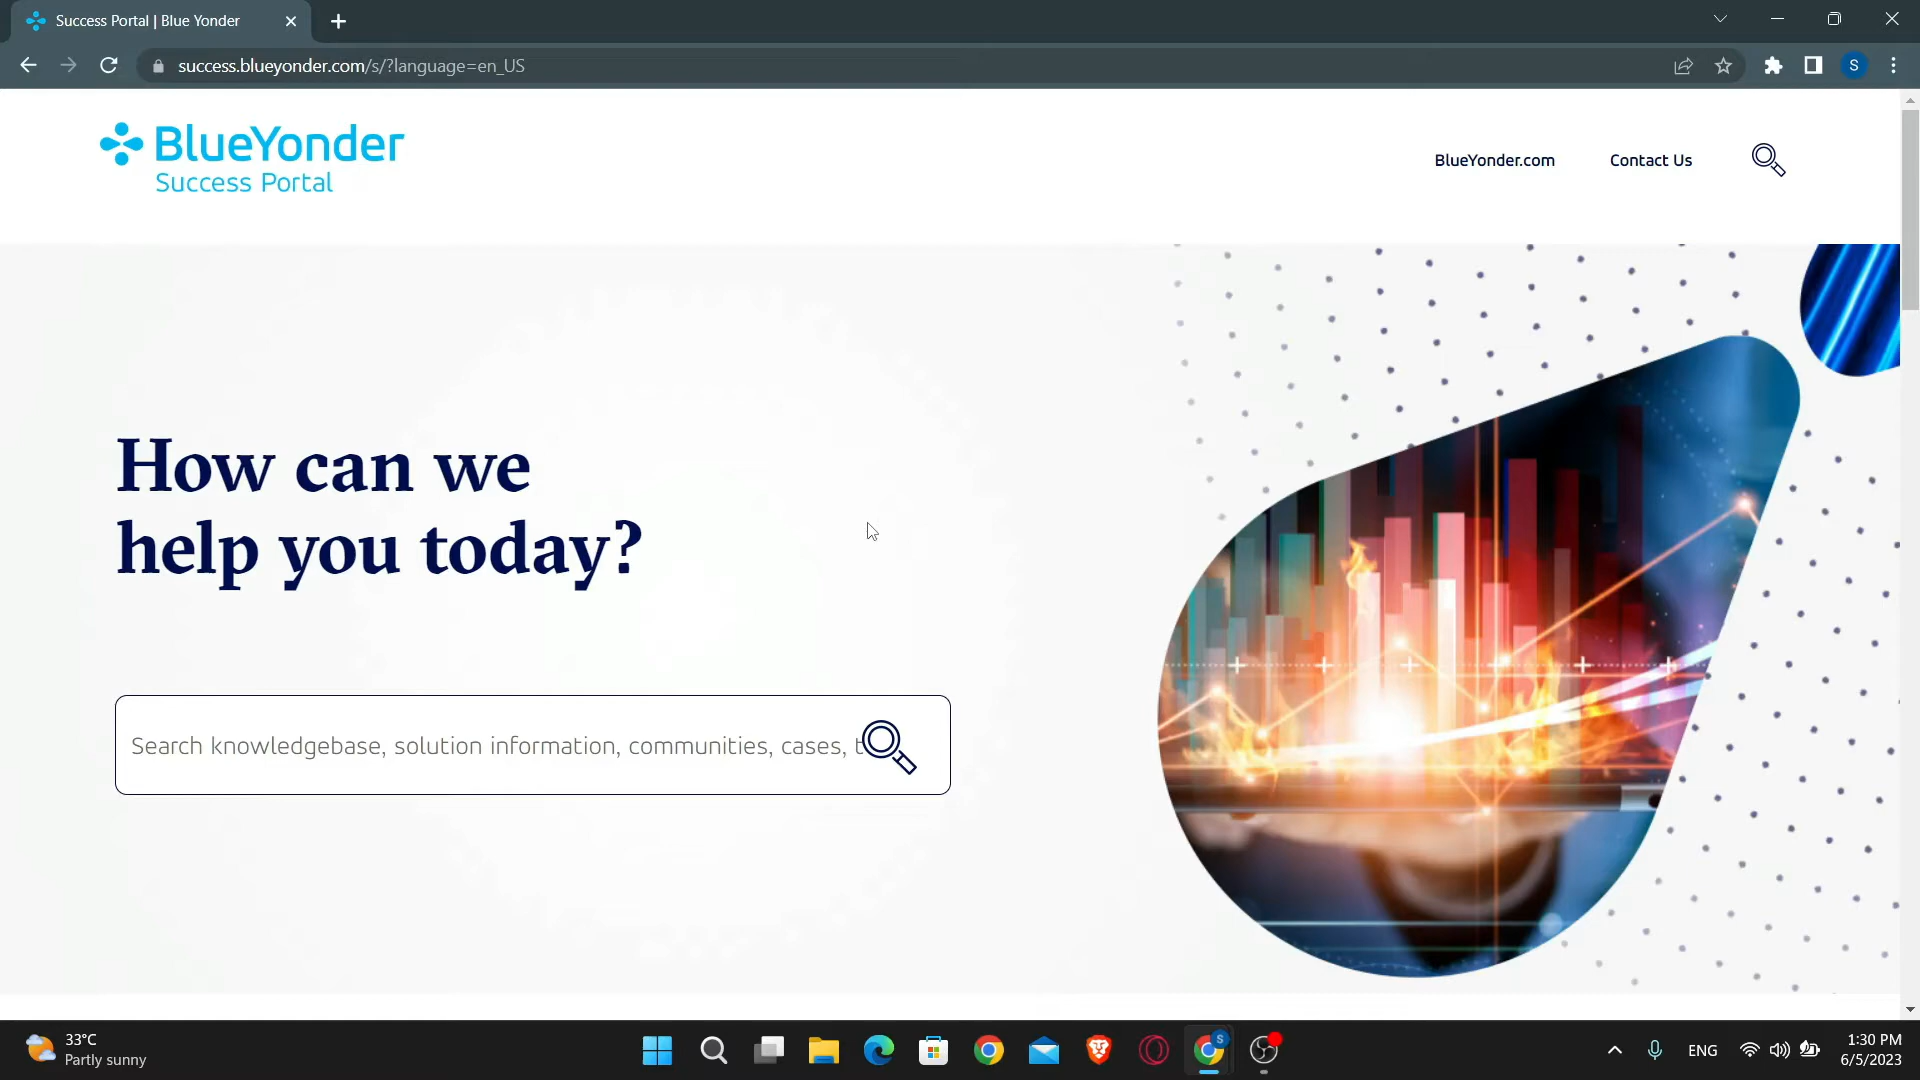 Success Portal | Blue Yonder
success.blueyonder.com/s/?language=en_US
S
BlueYonder
Success Portal
BlueYonder.com
Contact Us
How can we
help you today?
Search knowledgebase, solution information, communities, cases, t
33°C
Partly sunny
S
ENG
1:30 PM
6/5/2023